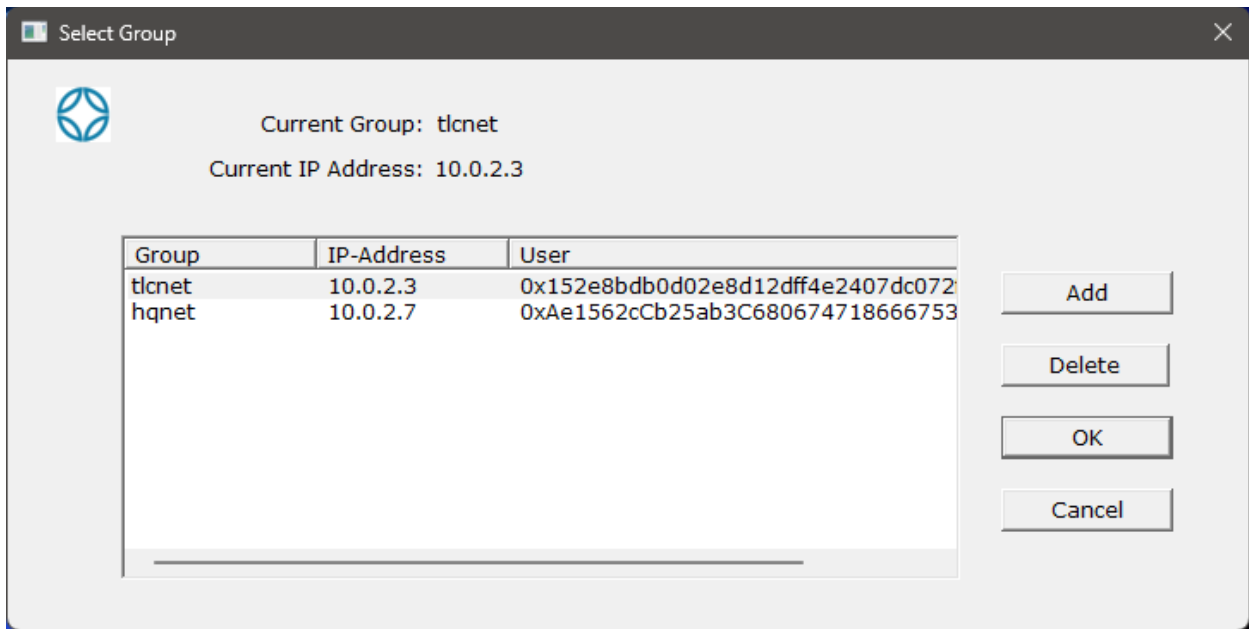 Select Group
Current Group: tlcnet
Current IP Address: 10.0.2.3
Group IP-Address User
tlcnet 10.0.2.3 0x152e8bdb0d02e8d12dff4e2407dc072
hqnet 10.0.2.7 0xAe1562cCb25ab3C680674718666753
Add
Delete
OK
Cancel